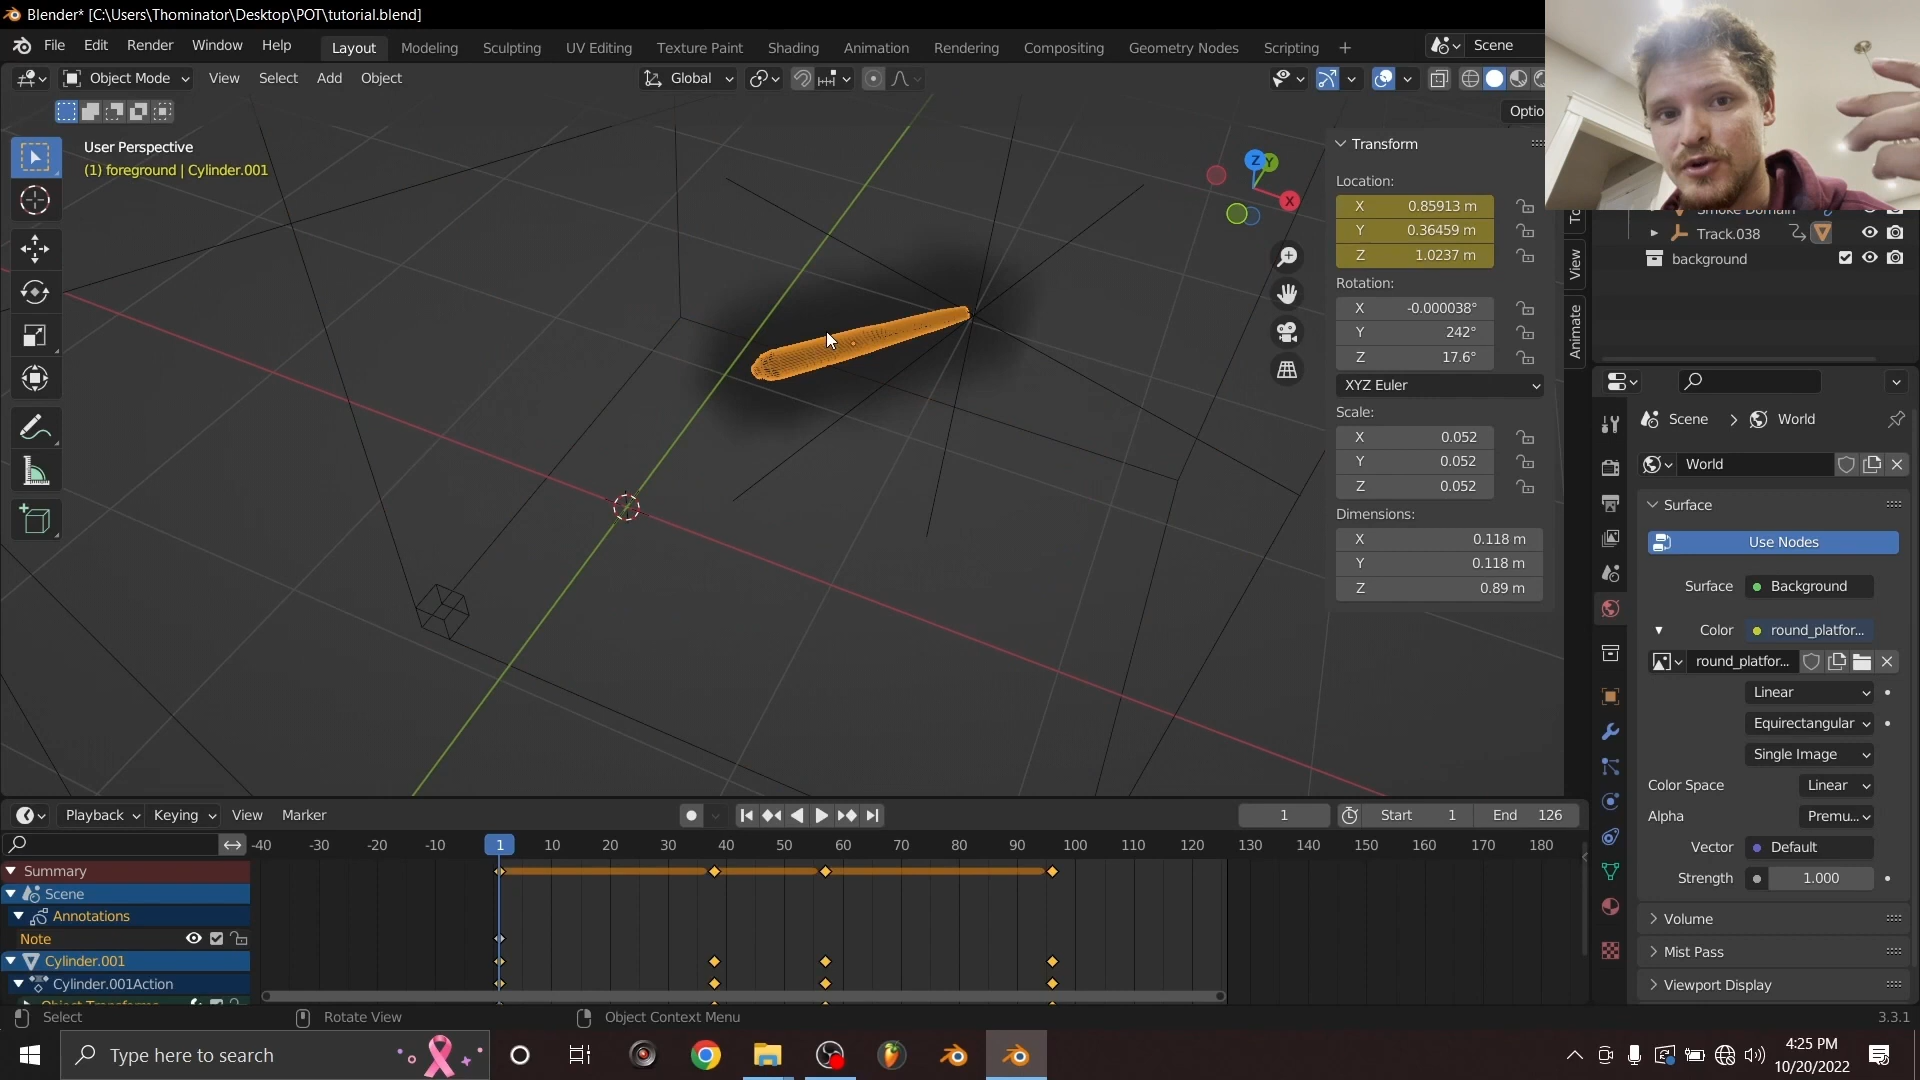 Blender* [C:\Users\Thominator\Desktop\POT\tutorial.blend]
File Edit Render Window Help Layout Modeling Sculpting UV Editing Texture Paint Shading Animation Rendering Compositing Geometry Nodes Scripting + Scene
Object Mode View Select Add Object Global
Optio
User Perspective
(1) foreground | Cylinder.001
Z Y
X
Transform
Location:
X 0.85913 m
Y 0.36459 m
Z 1.0237 m
Rotation:
X -0.000038°
Y 242°
Z 17.6°
XYZ Euler
Scale:
X 0.052
Y 0.052
Z 0.052
Dimensions:
X 0.118 m
Y 0.118 m
Z 0.89 m
To
View
Animate
Smoke Domain
Track.038
background
Scene > World
World
Surface
Use Nodes
Surface Background
Color round_platfor...
round_platfor...
Linear
Equirectangular
Single Image
Color Space Linear
Alpha Premu...
Vector Default
Strength 1.000
Volume
Mist Pass
Viewport Display
Playback Keying View Marker 1 Start 1 End 126
-40 -30 -20 -10 1 10 20 30 40 50 60 70 80 90 100 110 120 130 140 150 160 170 180
Summary
Scene
Annotations
Note
Cylinder.001
Cylinder.001Action
Object Transforms
Select Rotate View Object Context Menu 3.3.1
Type here to search
4:25 PM
10/20/2022